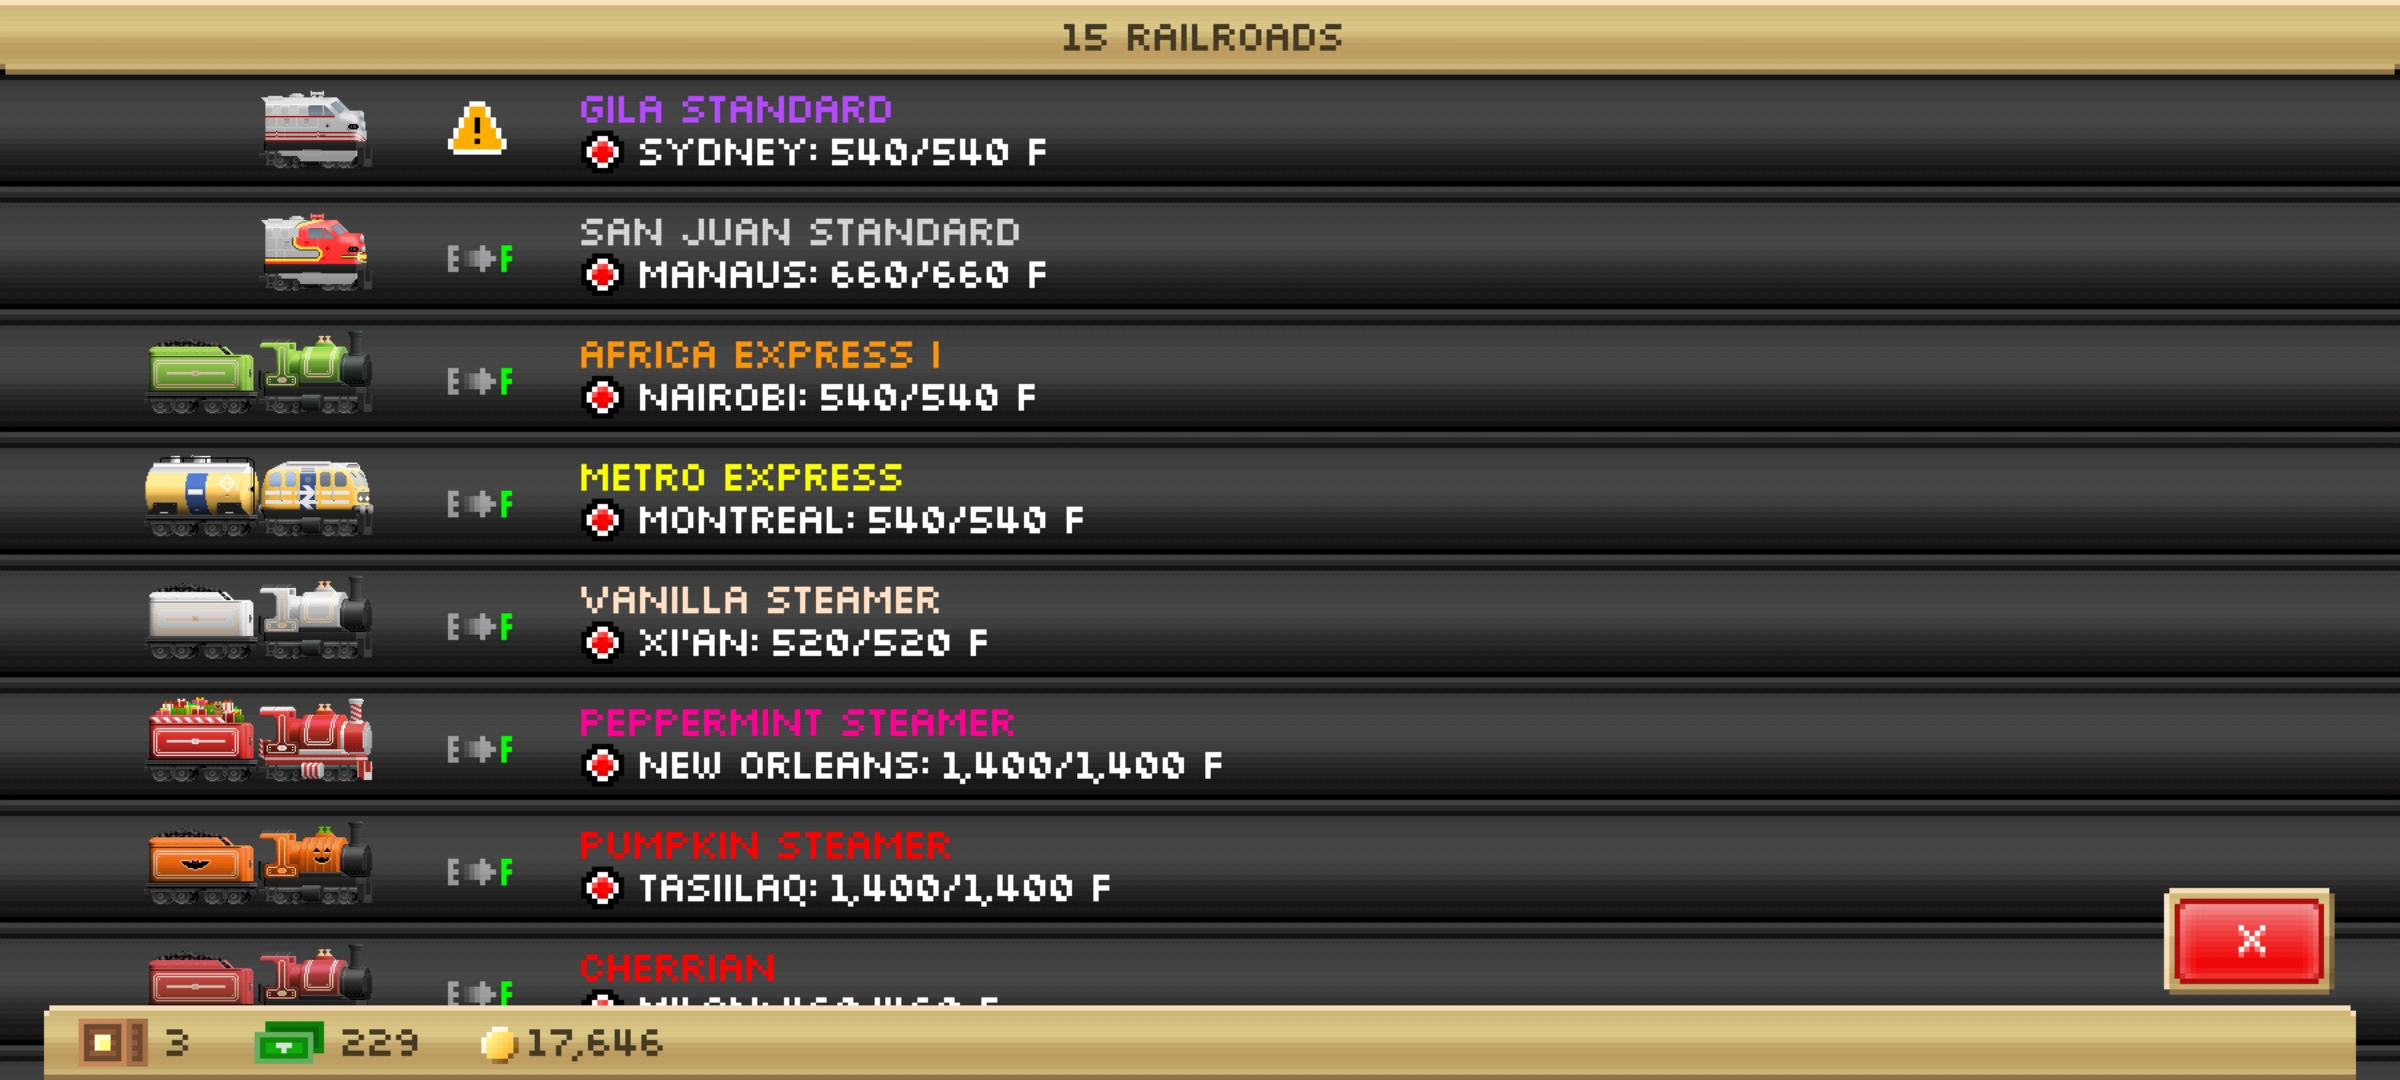 15 RAILROADS
GILA STANDARD
SYDNEY: 540/540 F
E F
SAN JUAN STANDARD
MANAUS: 660/660 F
E F
AFRICA EXPRESS I
NAIROBI: 540/540 F
E F
METRO EXPRESS
MONTREAL: 540/540 F
E F
VANILLA STEAMER
XI'AN: 520/520 F
E F
PEPPERMINT STEAMER
NEW ORLEANS: 1,400/1,400 F
E F
PUMPKIN STEAMER
TASIILAQ: 1,400/1,400 F
E F
CHERRIAN
X
3 229 17,646